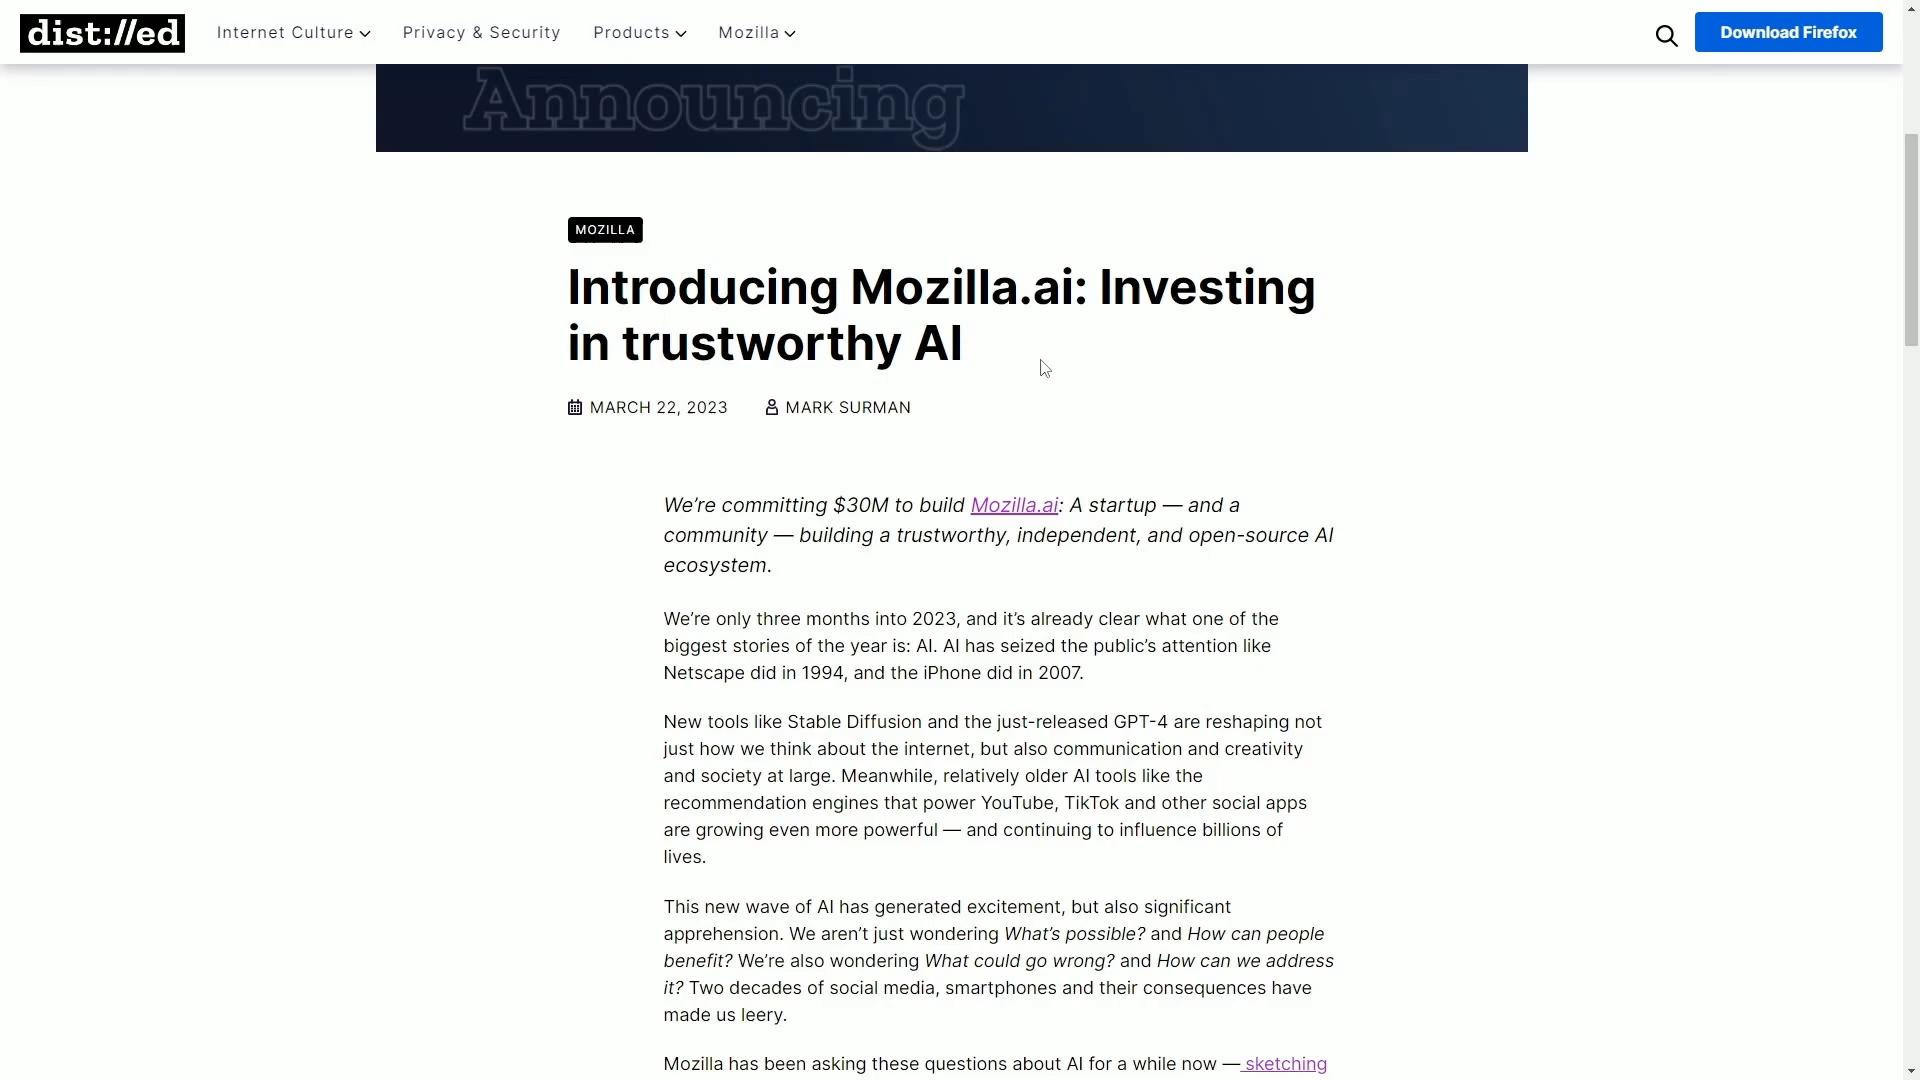 dist://ed
Internet Culture
Privacy & Security
Products
Mozilla
Download Firefox
Announcing
MOZILLA
Introducing Mozilla.ai: Investing
in trustworthy AI
MARCH 22, 2023
MARK SURMAN
We’re committing $30M to build Mozilla.ai: A startup — and a
community — building a trustworthy, independent, and open-source AI
ecosystem.
We’re only three months into 2023, and it’s already clear what one of the
biggest stories of the year is: AI. AI has seized the public’s attention like
Netscape did in 1994, and the iPhone did in 2007.
New tools like Stable Diffusion and the just-released GPT-4 are reshaping not
just how we think about the internet, but also communication and creativity
and society at large. Meanwhile, relatively older AI tools like the
recommendation engines that power YouTube, TikTok and other social apps
are growing even more powerful — and continuing to influence billions of
lives.
This new wave of AI has generated excitement, but also significant
apprehension. We aren’t just wondering What’s possible? and How can people
benefit? We’re also wondering What could go wrong? and How can we address
it? Two decades of social media, smartphones and their consequences have
made us leery.
Mozilla has been asking these questions about AI for a while now — sketching